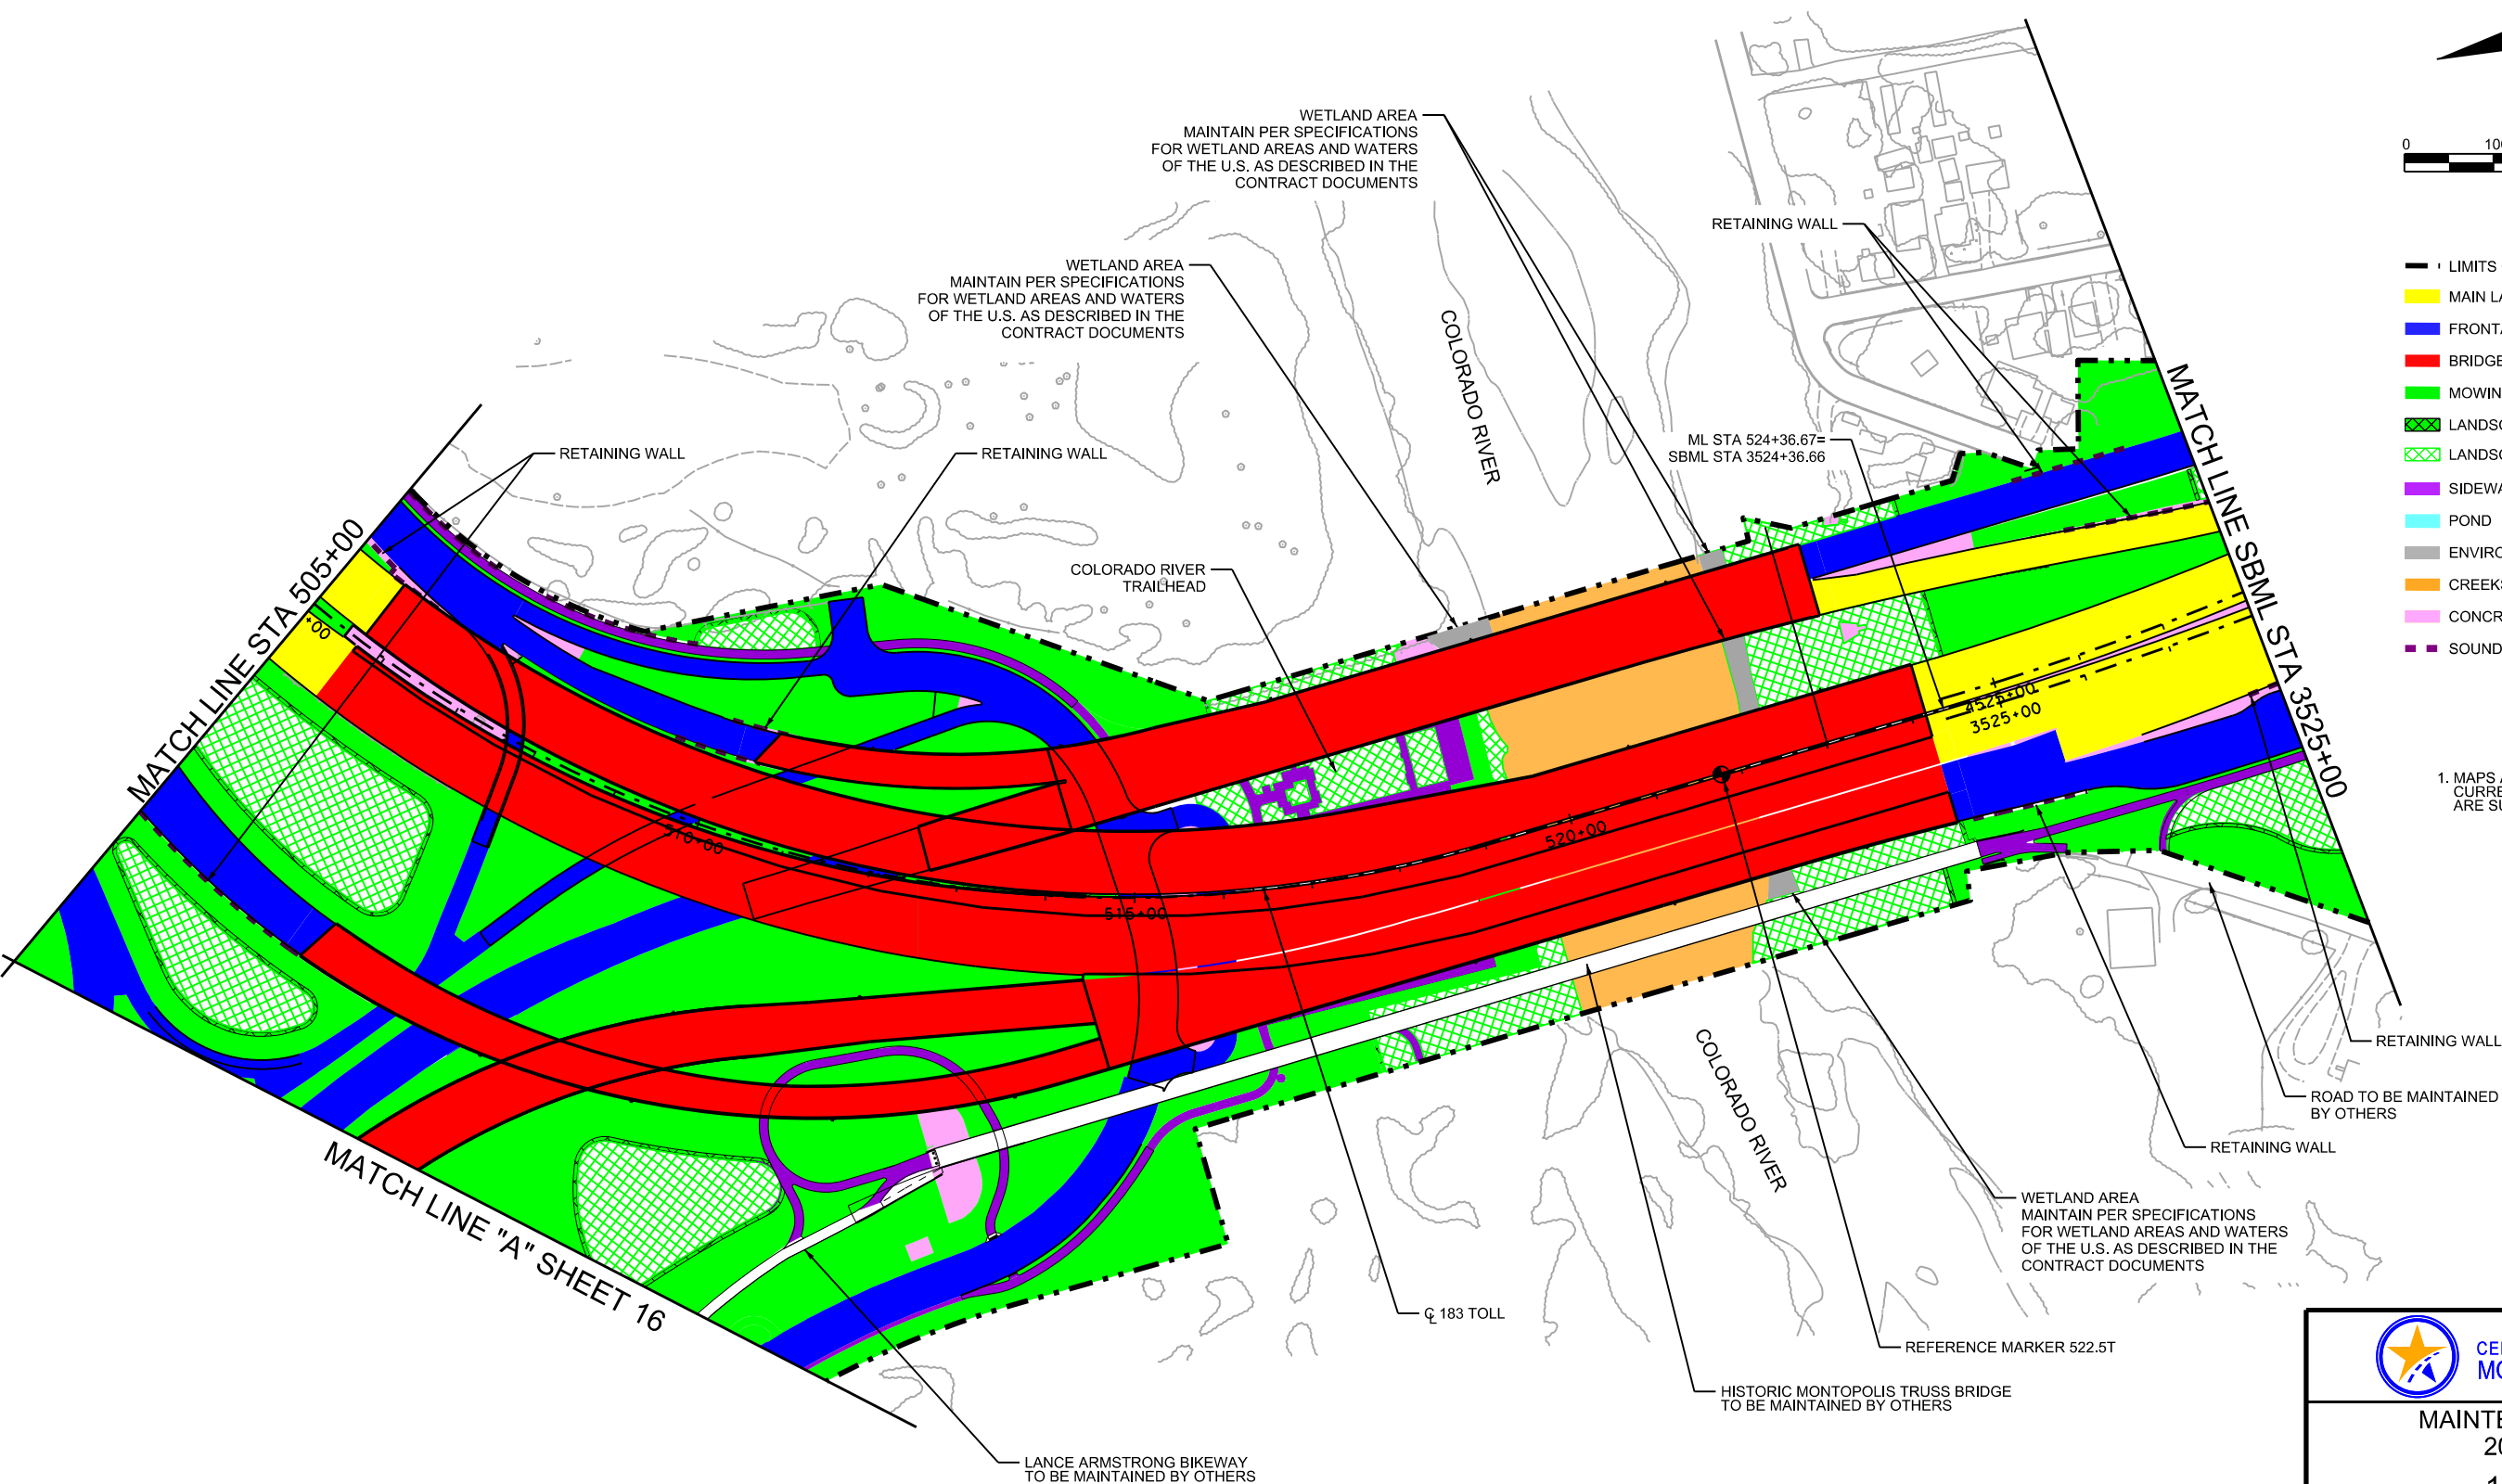 WETLAND AREA
MAINTAIN PER SPECIFICATIONS
FOR WETLAND AREAS AND WATERS
OF THE U.S. AS DESCRIBED IN THE
CONTRACT DOCUMENTS
WETLAND AREA
MAINTAIN PER SPECIFICATIONS
FOR WETLAND AREAS AND WATERS
OF THE U.S. AS DESCRIBED IN THE
CONTRACT DOCUMENTS
RETAINING WALL
COLORADO RIVER
ML STA 524+36.67=
SBML STA 3524+36.66
RETAINING WALL
RETAINING WALL
COLORADO RIVER
TRAILHEAD
MATCH LINE STA 505+00
+00
510+00
515+00
520+00
4525+00
3525+00
MATCH LINE SBML STA 3525+00
MATCH LINE "A" SHEET 16
COLORADO RIVER
RETAINING WALL
ROAD TO BE MAINTAINED
BY OTHERS
RETAINING WALL
WETLAND AREA
MAINTAIN PER SPECIFICATIONS
FOR WETLAND AREAS AND WATERS
OF THE U.S. AS DESCRIBED IN THE
CONTRACT DOCUMENTS
℄ 183 TOLL
REFERENCE MARKER 522.5T
HISTORIC MONTOPOLIS TRUSS BRIDGE
TO BE MAINTAINED BY OTHERS
LANCE ARMSTRONG BIKEWAY
TO BE MAINTAINED BY OTHERS
0
LIMITS
MAIN
POND
1. MAPS
ARE